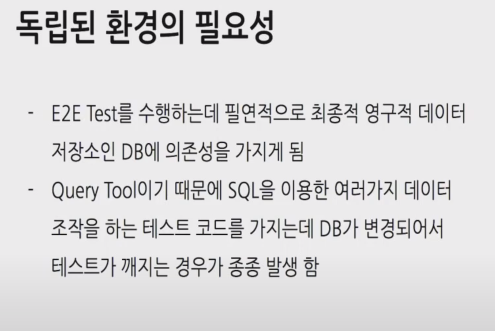 독립된 환경의 필요성
- E2E Test를 수행하는데 필연적으로 최종적 영구적 데이터
저장소인 DB에 의존성을 가지게 됨
- Query Tool이기 때문에 SQL을 이용한 여러가지 데이터
조작을 하는 테스트 코드를 가지는데 DB가 변경되어서
테스트가 깨지는 경우가 종종 발생 함